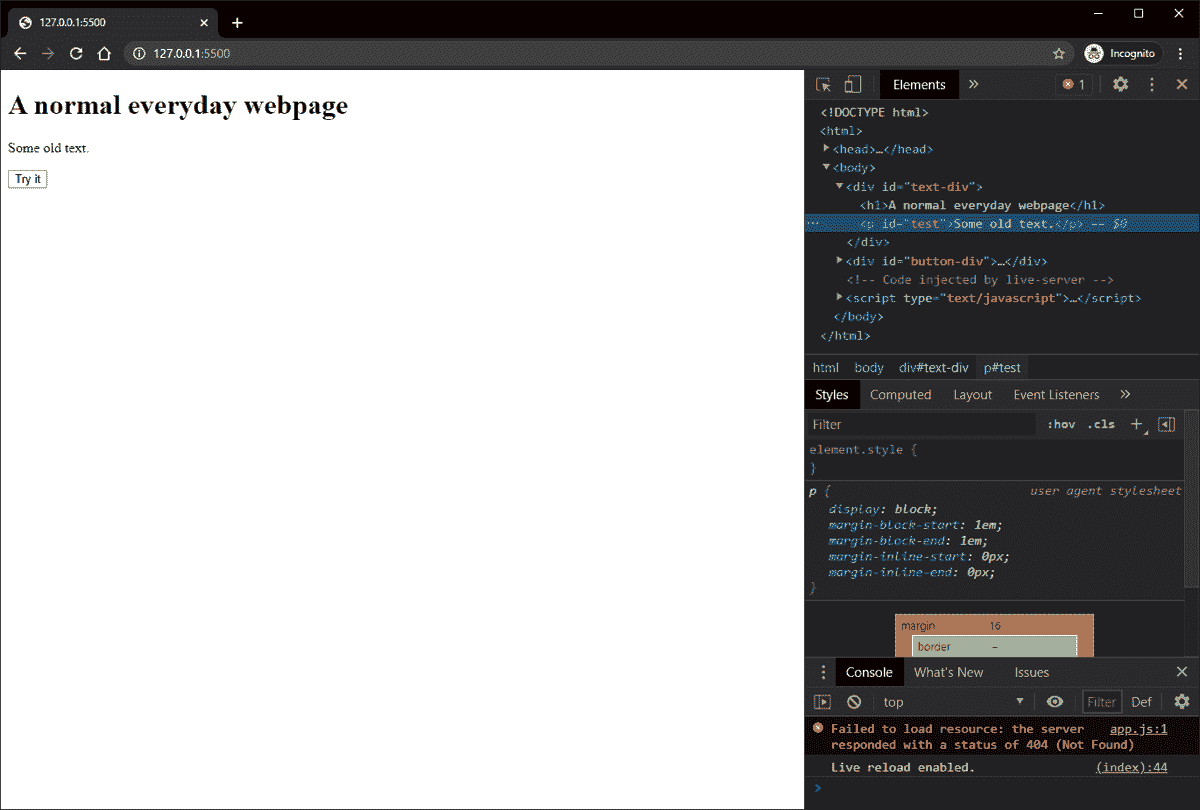 127.0.0.1:5500
127.0.0.1:5500
Incognito
A normal everyday webpage
Some old text.
Try it
Elements » 1
<!DOCTYPE html>
<html>
<head>…</head>
<body>
<div id="text-div">
<h1>A normal everyday webpage</h1>
… <p id="test">Some old text.</p> == $0
</div>
<div id="button-div">…</div>
<!-- Code injected by live-server -->
<script type="text/javascript">…</script>
</body>
</html>
html body div#text-div p#test
Styles Computed Layout Event Listeners »
Filter :hov .cls +
element.style {
}
p { user agent stylesheet
display: block;
margin-block-start: 1em;
margin-block-end: 1em;
margin-inline-start: 0px;
margin-inline-end: 0px;
}
margin 16
border –
Console What's New Issues
top Filter Def
Failed to load resource: the server app.js:1
responded with a status of 404 (Not Found)
Live reload enabled. (index):44